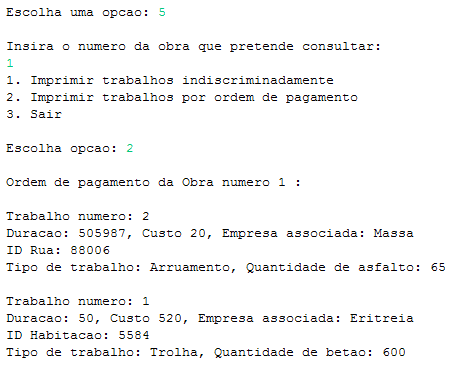 Escolha uma opcao: 5
Insira o numero da obra que pretende consultar:
1
1. Imprimir trabalhos indiscriminadamente
2. Imprimir trabalhos por ordem de pagamento
3. Sair
Escolha opcao: 2
Ordem de pagamento da Obra numero 1 :
Trabalho numero: 2
Duracao: 505987, Custo 20, Empresa associada: Massa
ID Rua: 88006
Tipo de trabalho: Arruamento, Quantidade de asfalto: 65
Trabalho numero: 1
Duracao: 50, Custo 520, Empresa associada: Eritreia
ID Habitacao: 5584
Tipo de trabalho: Trolha, Quantidade de betao: 600